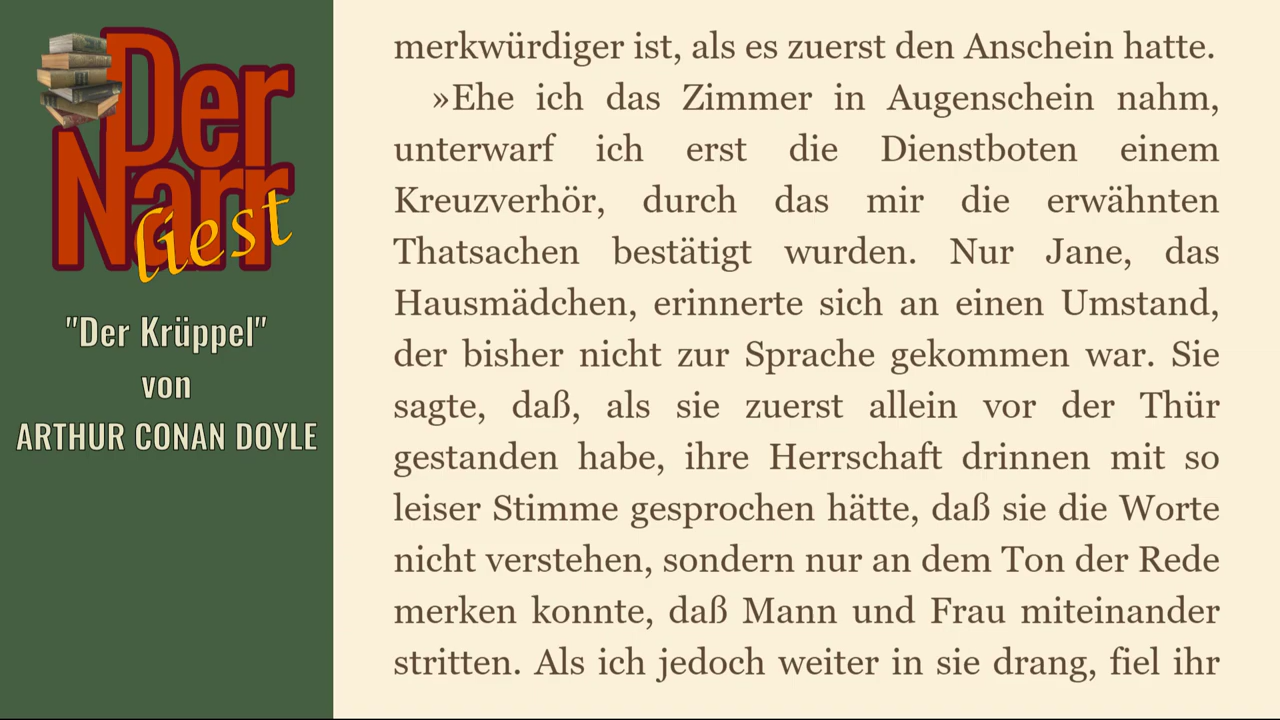 Der
Narr
liest
"Der Krüppel"
von
ARTHUR CONAN DOYLE
merkwürdiger ist, als es zuerst den Anschein hatte.
»Ehe ich das Zimmer in Augenschein nahm,
unterwarf ich erst die Dienstboten einem
Kreuzverhör, durch das mir die erwähnten
Thatsachen bestätigt wurden. Nur Jane, das
Hausmädchen, erinnerte sich an einen Umstand,
der bisher nicht zur Sprache gekommen war. Sie
sagte, daß, als sie zuerst allein vor der Thür
gestanden habe, ihre Herrschaft drinnen mit so
leiser Stimme gesprochen hätte, daß sie die Worte
nicht verstehen, sondern nur an dem Ton der Rede
merken konnte, daß Mann und Frau miteinander
stritten. Als ich jedoch weiter in sie drang, fiel ihr